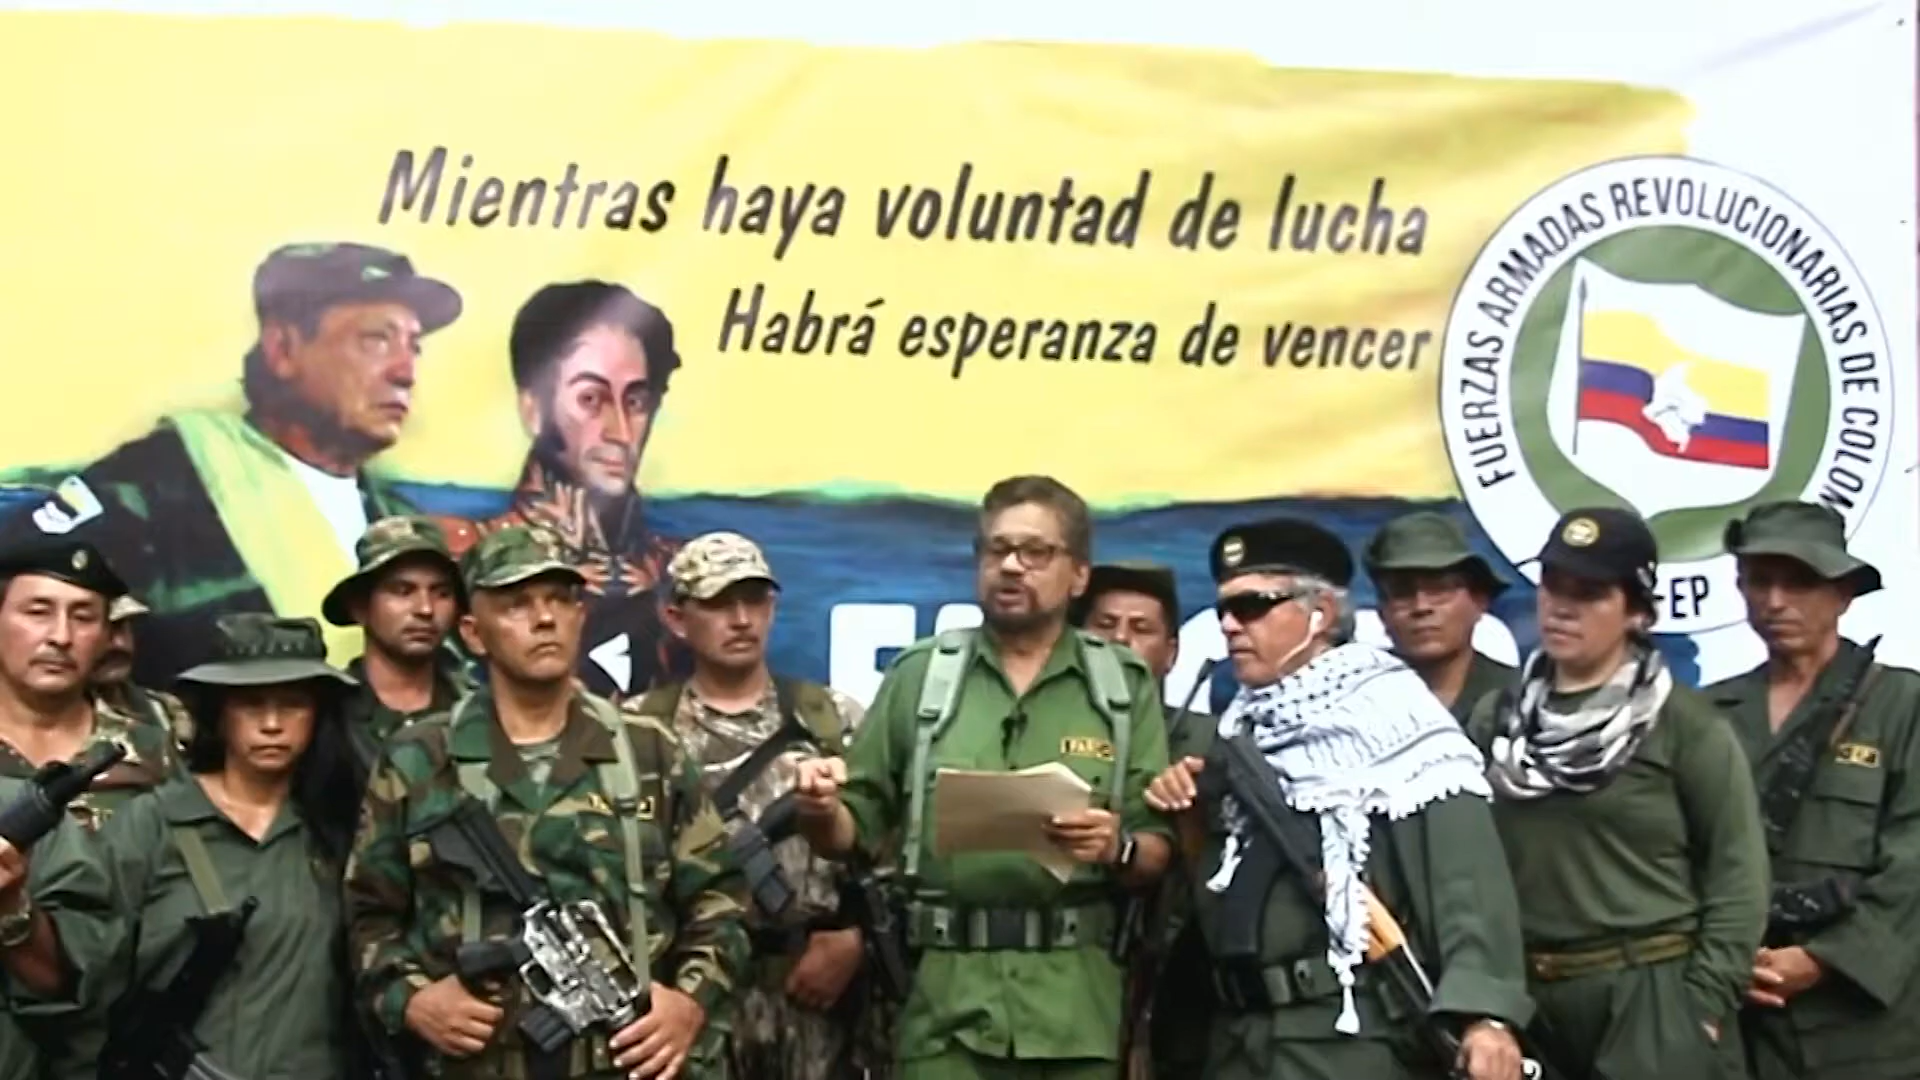 Mientras haya voluntad de lucha
Habrá esperanza de vencer
FUERZAS ARMADAS REVOLUCIONARIAS DE COLOM
-EP